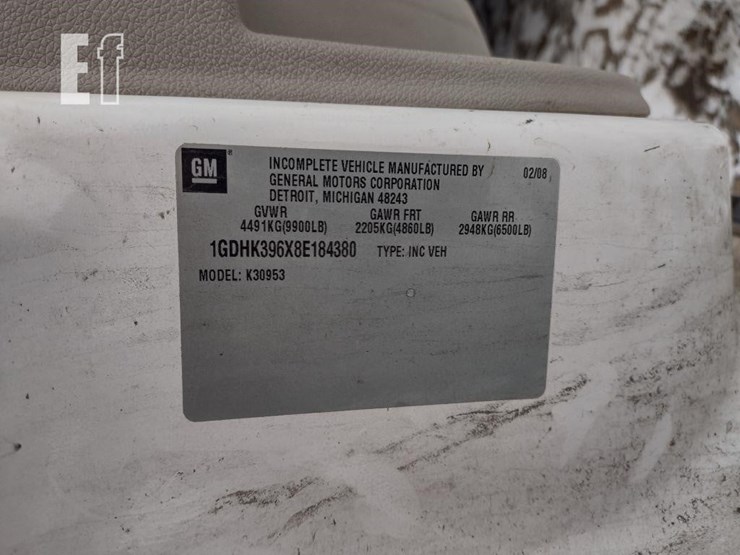 Ef
GM
INCOMPLETE VEHICLE MANUFACTURED BY 02/08
GENERAL MOTORS CORPORATION
DETROIT, MICHIGAN 48243
GVWR GAWR FRT GAWR RR
4491KG(9900LB) 2205KG(4860LB) 2948KG(6500LB)
1GDHK396X8E184380 TYPE: INC VEH
MODEL: K30953